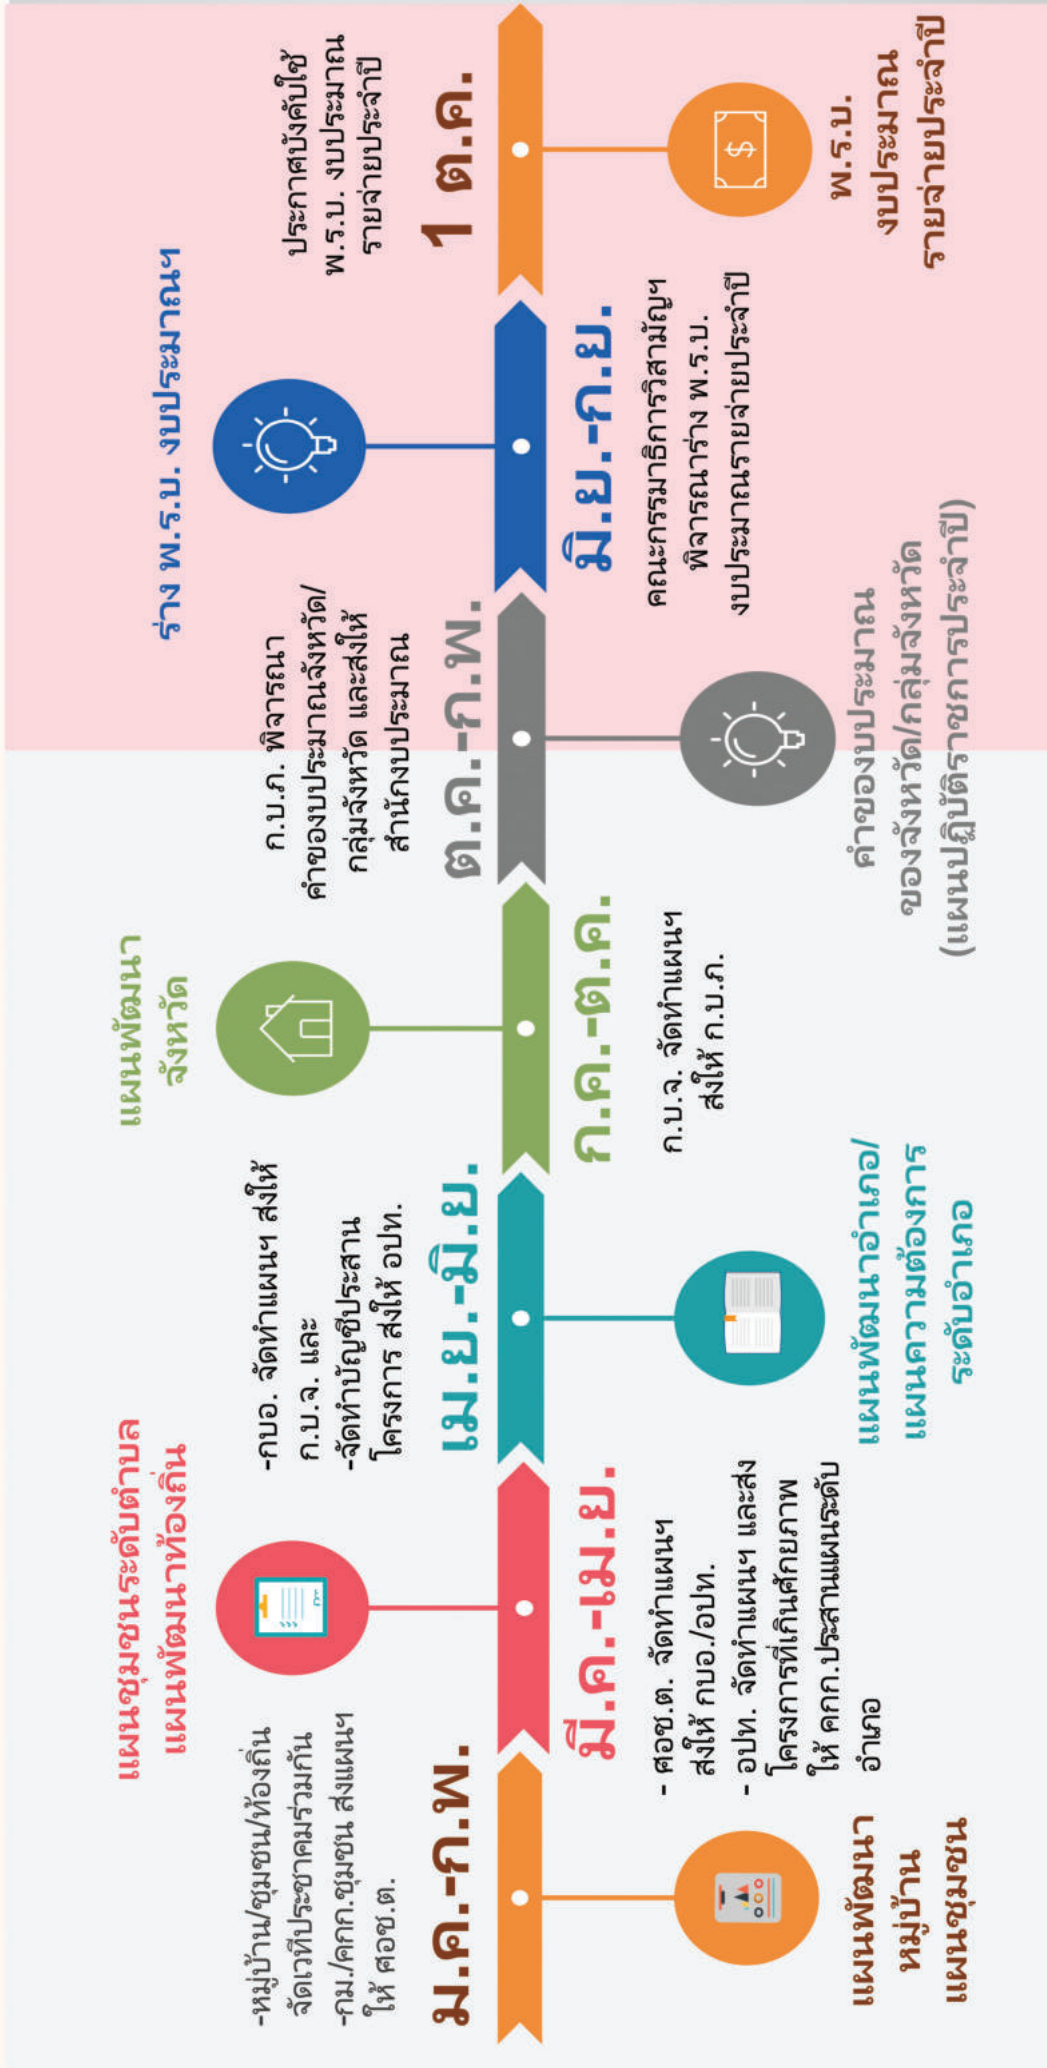 แผนพัฒนา
หมู่บ้าน
แผนชุมชน
ม.ค.-ก.พ.
-หมู่บ้าน/ชุมชน/ท้องถิ่น
จัดเวทีประชาคมร่วมกัน
-กม./คกก.ชุมชน ส่งแผนฯ
ให้ ศอช.ต.
แผนชุมชนระดับตำบล
แผนพัฒนาท้องถิ่น
มี.ค.-เม.ย.
- ศอช.ต. จัดทำแผนฯ
ส่งให้ กบอ./อปท.
- อปท. จัดทำแผนฯ และส่ง
โครงการที่เกินศักยภาพ
ให้ คกก.ประสานแผนระดับ
อำเภอ
แผนพัฒนาอำเภอ/
แผนความต้องการ
ระดับอำเภอ
เม.ย.-มิ.ย.
-กบอ. จัดทำแผนฯ ส่งให้
ก.บ.จ. และ
-จัดทำบัญชีประสาน
โครงการ ส่งให้ อปท.
แผนพัฒนา
จังหวัด
ก.ค.-ต.ค.
ก.บ.จ. จัดทำแผนฯ
ส่งให้ ก.บ.ภ.
คำของบประมาณ
ของจังหวัด/กลุ่มจังหวัด
(แผนปฏิบัติราชการประจำปี)
ต.ค.-ก.พ.
ก.บ.ภ. พิจารณา
คำของบประมาณจังหวัด/
กลุ่มจังหวัด และส่งให้
สำนักงบประมาณ
ร่าง พ.ร.บ. งบประมาณฯ
มิ.ย.-ก.ย.
คณะกรรมาธิการวิสามัญฯ
พิจารณาร่าง พ.ร.บ.
งบประมาณรายจ่ายประจำปี
พ.ร.บ.
งบประมาณ
รายจ่ายประจำปี
1 ต.ค.
ประกาศบังคับใช้
พ.ร.บ. งบประมาณ
รายจ่ายประจำปี